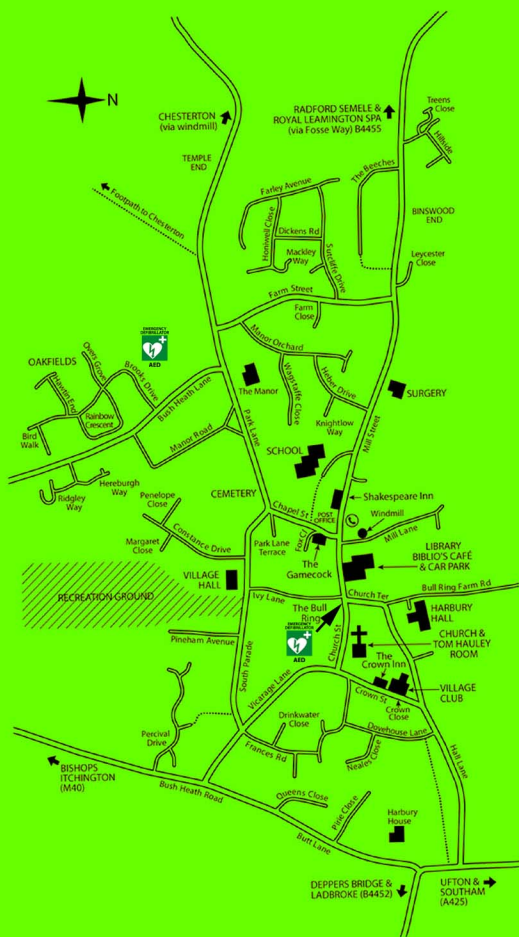 N
CHESTERTON
(via windmill)
RADFORD SEMELE &
ROYAL LEAMINGTON SPA
(via Fosse Way) B4455
Treens
Close
Hillside
TEMPLE
END
The Beeches
Footpath to Chesterton
Farley Avenue
BINSWOOD
END
Honiwell Close
Dickens Rd
Mackley
Way
Sutcliffe Drive
Leycester
Close
Farm Street
Farm
Close
EMERGENCY
DEFIBRILLATOR
AED
Manor Orchard
OAKFIELDS
Overs Grove
Brooks Drive
Hawtin End
Bush Heath Lane
The Manor
Wagstaffe Close
Heber Drive
SURGERY
Rainbow
Crescent
Bird
Walk
Manor Road
Park Lane
Knightlow
Way
Mill Street
SCHOOL
Hereburgh
Way
Ridgley
Way
Penelope
Close
CEMETERY
Shakespeare Inn
Chapel St
POST
OFFICE
Windmill
Mill Lane
Constance Drive
Margaret
Close
Park Lane
Terrace
Fox Cl
The
Gamecock
LIBRARY
BIBLIO'S CAFÉ
& CAR PARK
VILLAGE
HALL
RECREATION GROUND
Ivy Lane
Church Ter
Bull Ring Farm Rd
The Bull
Ring
HARBURY
HALL
EMERGENCY
DEFIBRILLATOR
AED
Church St
CHURCH &
TOM HAULEY
ROOM
Pineham Avenue
South Parade
The
Crown Inn
Vicarage Lane
Crown St
VILLAGE
CLUB
Crown
Close
Drinkwater
Close
Dovehouse Lane
Percival
Drive
Frances Rd
Neales Close
Hall Lane
BISHOPS
ITCHINGTON
(M40)
Bush Heath Road
Queens Close
Pirie Close
Harbury
House
Butt Lane
DEPPERS BRIDGE &
LADBROKE (B4452)
UFTON &
SOUTHAM
(A425)